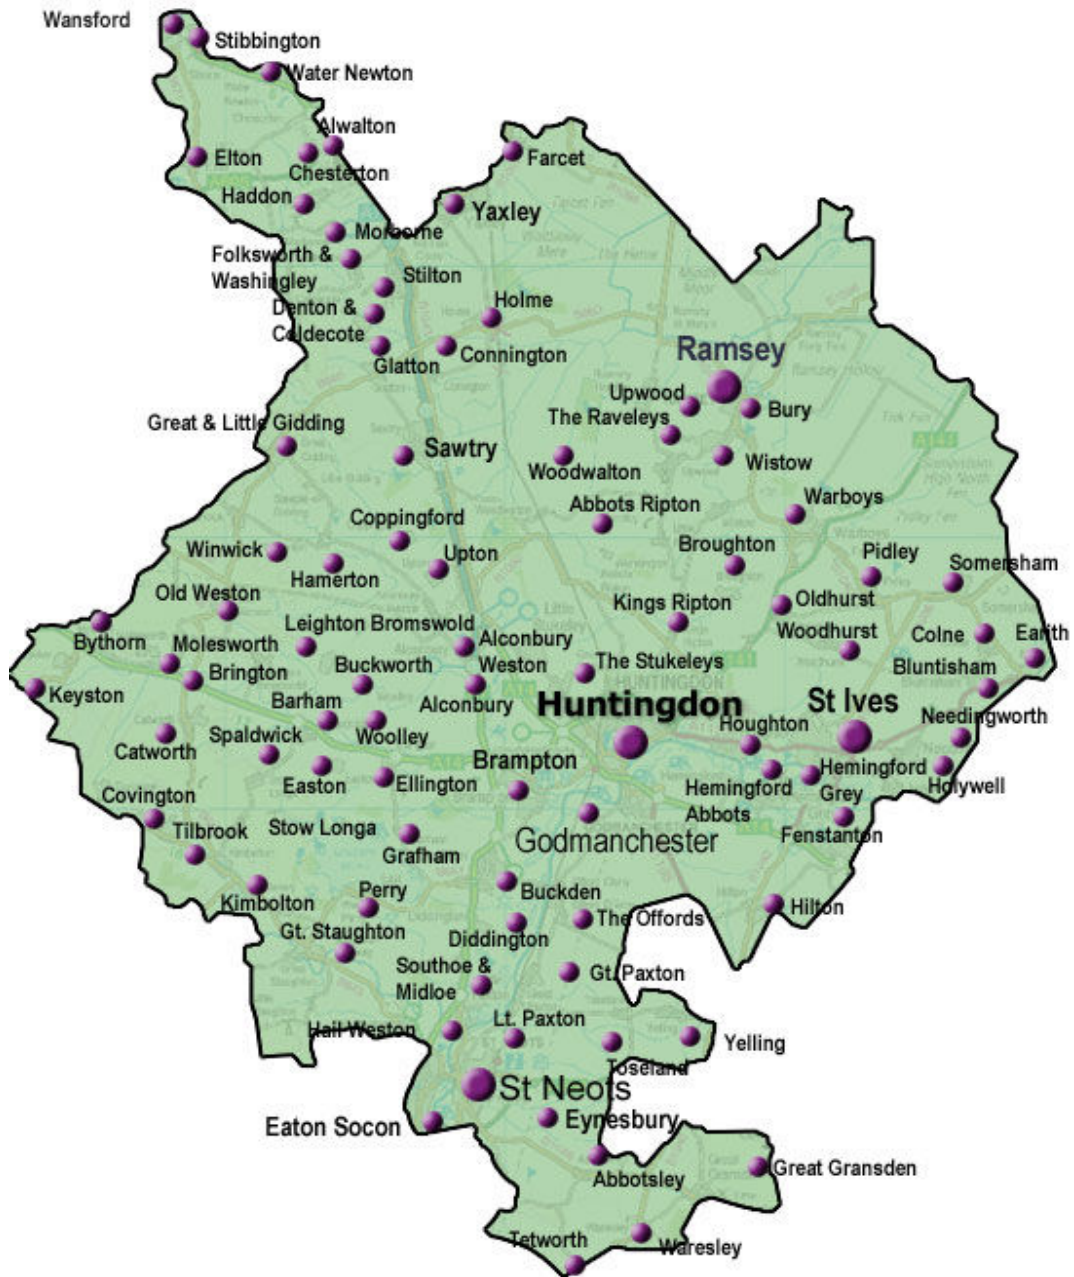 Wansford
Stibbington
Water Newton
Alwalton
Elton
Chesterton
Farcet
Haddon
Yaxley
Morborne
Folksworth &
Washingley
Stilton
Holme
Denton &
Coldecote
Connington
Glatton
Ramsey
Upwood
Bury
The Raveleys
Great & Little Gidding
Sawtry
Wistow
Woodwalton
Warboys
Abbots Ripton
Coppingford
Broughton
Pidley
Winwick
Upton
Somersham
Hamerton
Old Weston
Kings Ripton
Oldhurst
Leighton Bromswold
Woodhurst
Colne
Earith
Bythorn
Molesworth
Alconbury
Weston
The Stukeleys
Buckworth
Bluntisham
Brington
Keyston
Barham
Alconbury
Huntingdon
St Ives
Needingworth
Houghton
Spaldwick
Woolley
Catworth
Brampton
Hemingford
Grey
Easton
Ellington
Hemingford
Abbots
Holywell
Covington
Tilbrook
Stow Longa
Fenstanton
Godmanchester
Grafham
Perry
Buckden
Kimbolton
Hilton
The Offords
Gt. Staughton
Diddington
Southoe &
Midloe
Gt. Paxton
Lt. Paxton
Hail Weston
Yelling
Toseland
St Neots
Eynesbury
Eaton Socon
Great Gransden
Abbotsley
Tetworth
Waresley